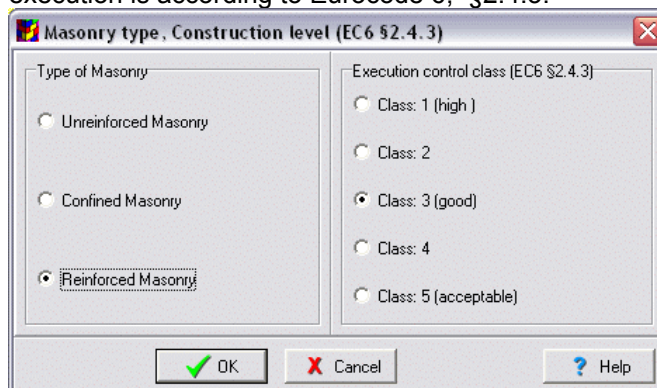 execution is according to Eurocode 6, §2.4.3.
Masonry type, Construction level (EC6 §2.4.3)
Type of Masonry
Unreinforced Masonry
Confined Masonry
Reinforced Masonry
Execution control class (EC6 §2.4.3)
Class: 1 (high )
Class: 2
Class: 3 (good)
Class: 4
Class: 5 (acceptable)
OK
Cancel
? Help